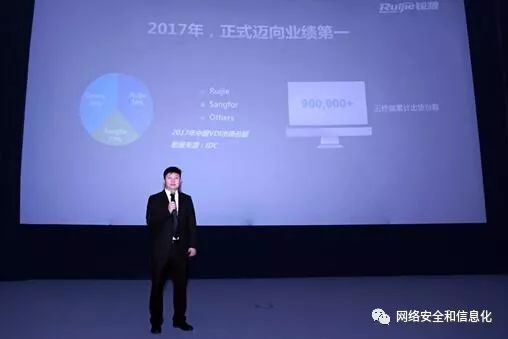 Ruijie 锐捷
2017年，正式迈向业绩第一
Ruijie
Sangfor
Others
Sangfor
900,000+
云终端累计出货台数
2017年中国VDI市场份额
数据来源：IDC
网络安全和信息化